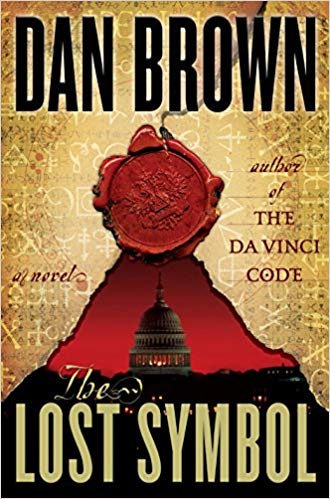 DAN BROWN
author
of
THE
DA VINCI
CODE
a novel
The
LOST SYMBOL